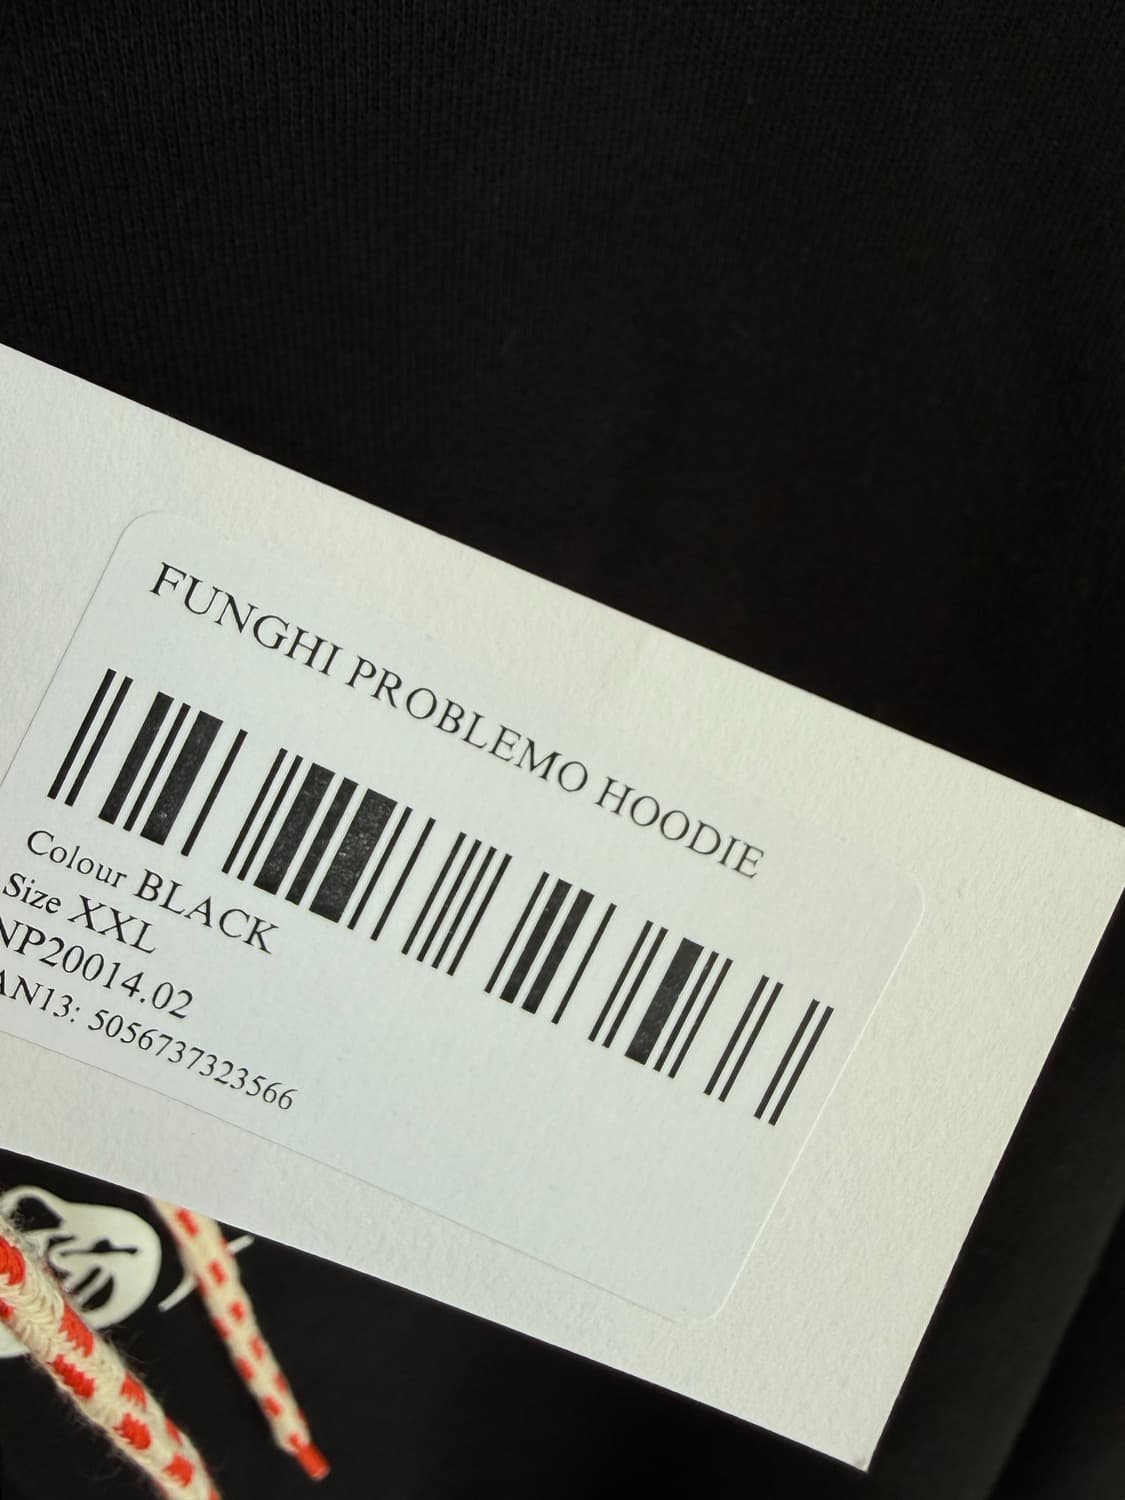 FUNGHI PROBLEMO HOODIE
Colour BLACK
Size XXL
NP20014.02
AN13: 5056737323566